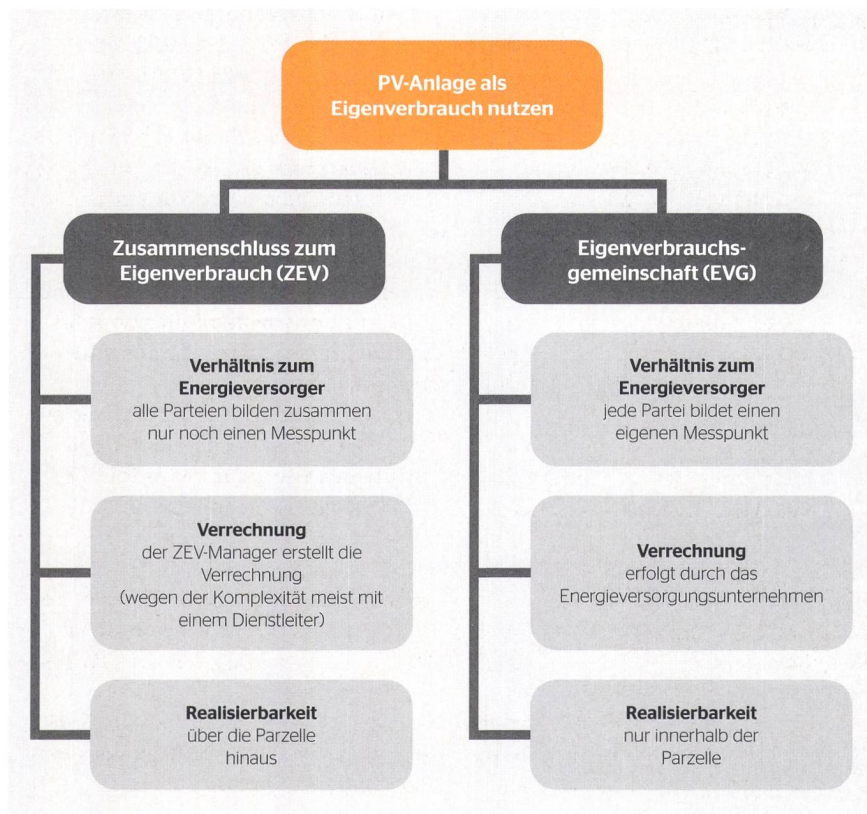 PV-Anlage als
Eigenverbrauch nutzen
Zusammenschluss zum
Eigenverbrauch (ZEV)
Verhältnis zum
Energieversorger
alle Parteien bilden zusammen
nur noch einen Messpunkt
Verrechnung
der ZEV-Manager erstellt die
Verrechnung
(wegen der Komplexität meist mit
einem Dienstleiter)
Realisierbarkeit
über die Parzelle
hinaus
Eigenverbrauchs-
gemeinschaft (EVG)
Verhältnis zum
Energieversorger
jede Partei bildet einen
eigenen Messpunkt
Verrechnung
erfolgt durch das
Energieversorgungsunternehmen
Realisierbarkeit
nur innerhalb der
Parzelle